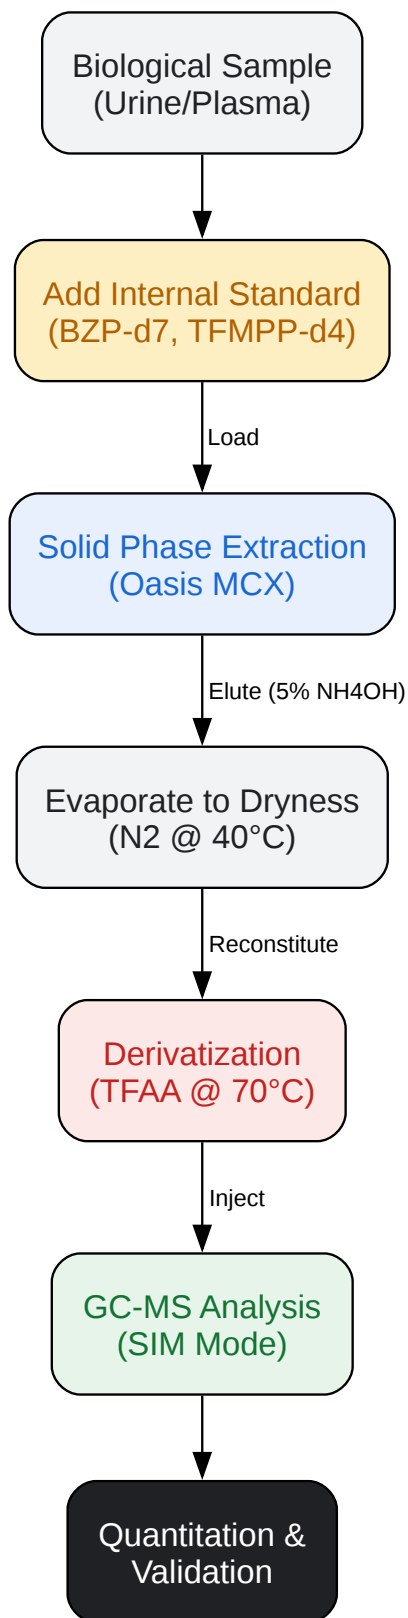 Biological Sample
(Urine/Plasma)
Add Internal Standard
(BZP-d7, TFMPP-d4)
Load
Solid Phase Extraction
(Oasis MCX)
Elute (5% NH4OH)
Evaporate to Dryness
(N2 @ 40°C)
Reconstitute
Derivatization
(TFAA @ 70°C)
Inject
GC-MS Analysis
(SIM Mode)
Quantitation &
Validation